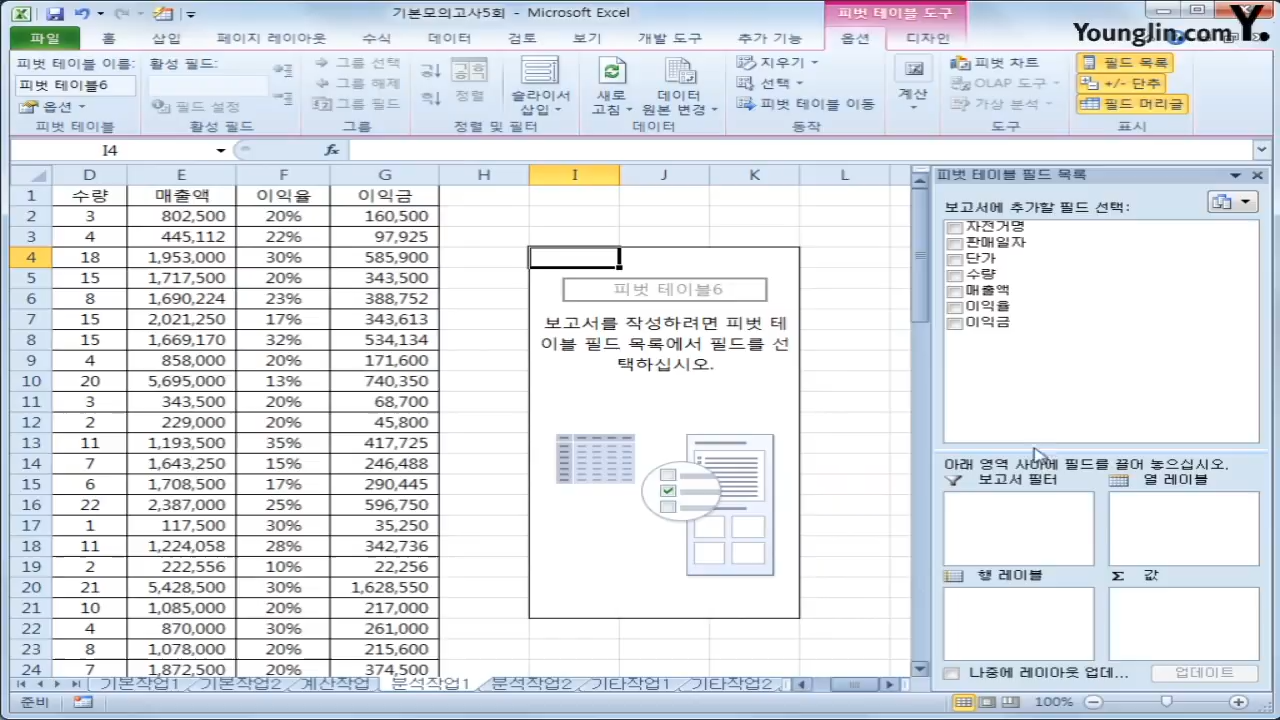 기본모의고사5회 - Microsoft Excel
피벗 테이블 도구
YoungJin.com Y.
파일 홈 삽입 페이지 레이아웃 수식 데이터 검토 보기 개발 도구 추가 기능 옵션 디자인
피벗 테이블 이름: 활성 필드: 그룹 선택 지우기 피벗 차트 필드 목록
피벗 테이블6 그룹 해제 선택 OLAP 도구 +/- 단추
옵션 필드 설정 그룹 필드 정렬 슬라이서 삽입 새로 고침 데이터 원본 변경 피벗 테이블 이동 계산 가상 분석 필드 머리글
피벗 테이블 활성 필드 그룹 정렬 및 필터 데이터 동작 도구 표시
I4 fx
D E F G H I J K L
1 수량 매출액 이익율 이익금
2 3 802,500 20% 160,500
3 4 445,112 22% 97,925
4 18 1,953,000 30% 585,900
5 15 1,717,500 20% 343,500
6 8 1,690,224 23% 388,752
7 15 2,021,250 17% 343,613
8 15 1,669,170 32% 534,134
9 4 858,000 20% 171,600
10 20 5,695,000 13% 740,350
11 3 343,500 20% 68,700
12 2 229,000 20% 45,800
13 11 1,193,500 35% 417,725
14 7 1,643,250 15% 246,488
15 6 1,708,500 17% 290,445
16 22 2,387,000 25% 596,750
17 1 117,500 30% 35,250
18 11 1,224,058 28% 342,736
19 2 222,556 10% 22,256
20 21 5,428,500 30% 1,628,550
21 10 1,085,000 20% 217,000
22 4 870,000 30% 261,000
23 8 1,078,000 20% 215,600
24 7 1,872,500 20% 374,500
피벗 테이블6
보고서를 작성하려면 피벗 테
이블 필드 목록에서 필드를 선
택하십시오.
피벗 테이블 필드 목록
보고서에 추가할 필드 선택:
자전거명
판매일자
단가
수량
매출액
이익율
이익금
아래 영역 사이에 필드를 끌어 놓으십시오.
보고서 필터 열 레이블
행 레이블 Σ 값
나중에 레이아웃 업데... 업데이트
기본작업1 기본작업2 계산작업 분석작업1 분석작업2 기타작업1 기타작업2
준비 100%